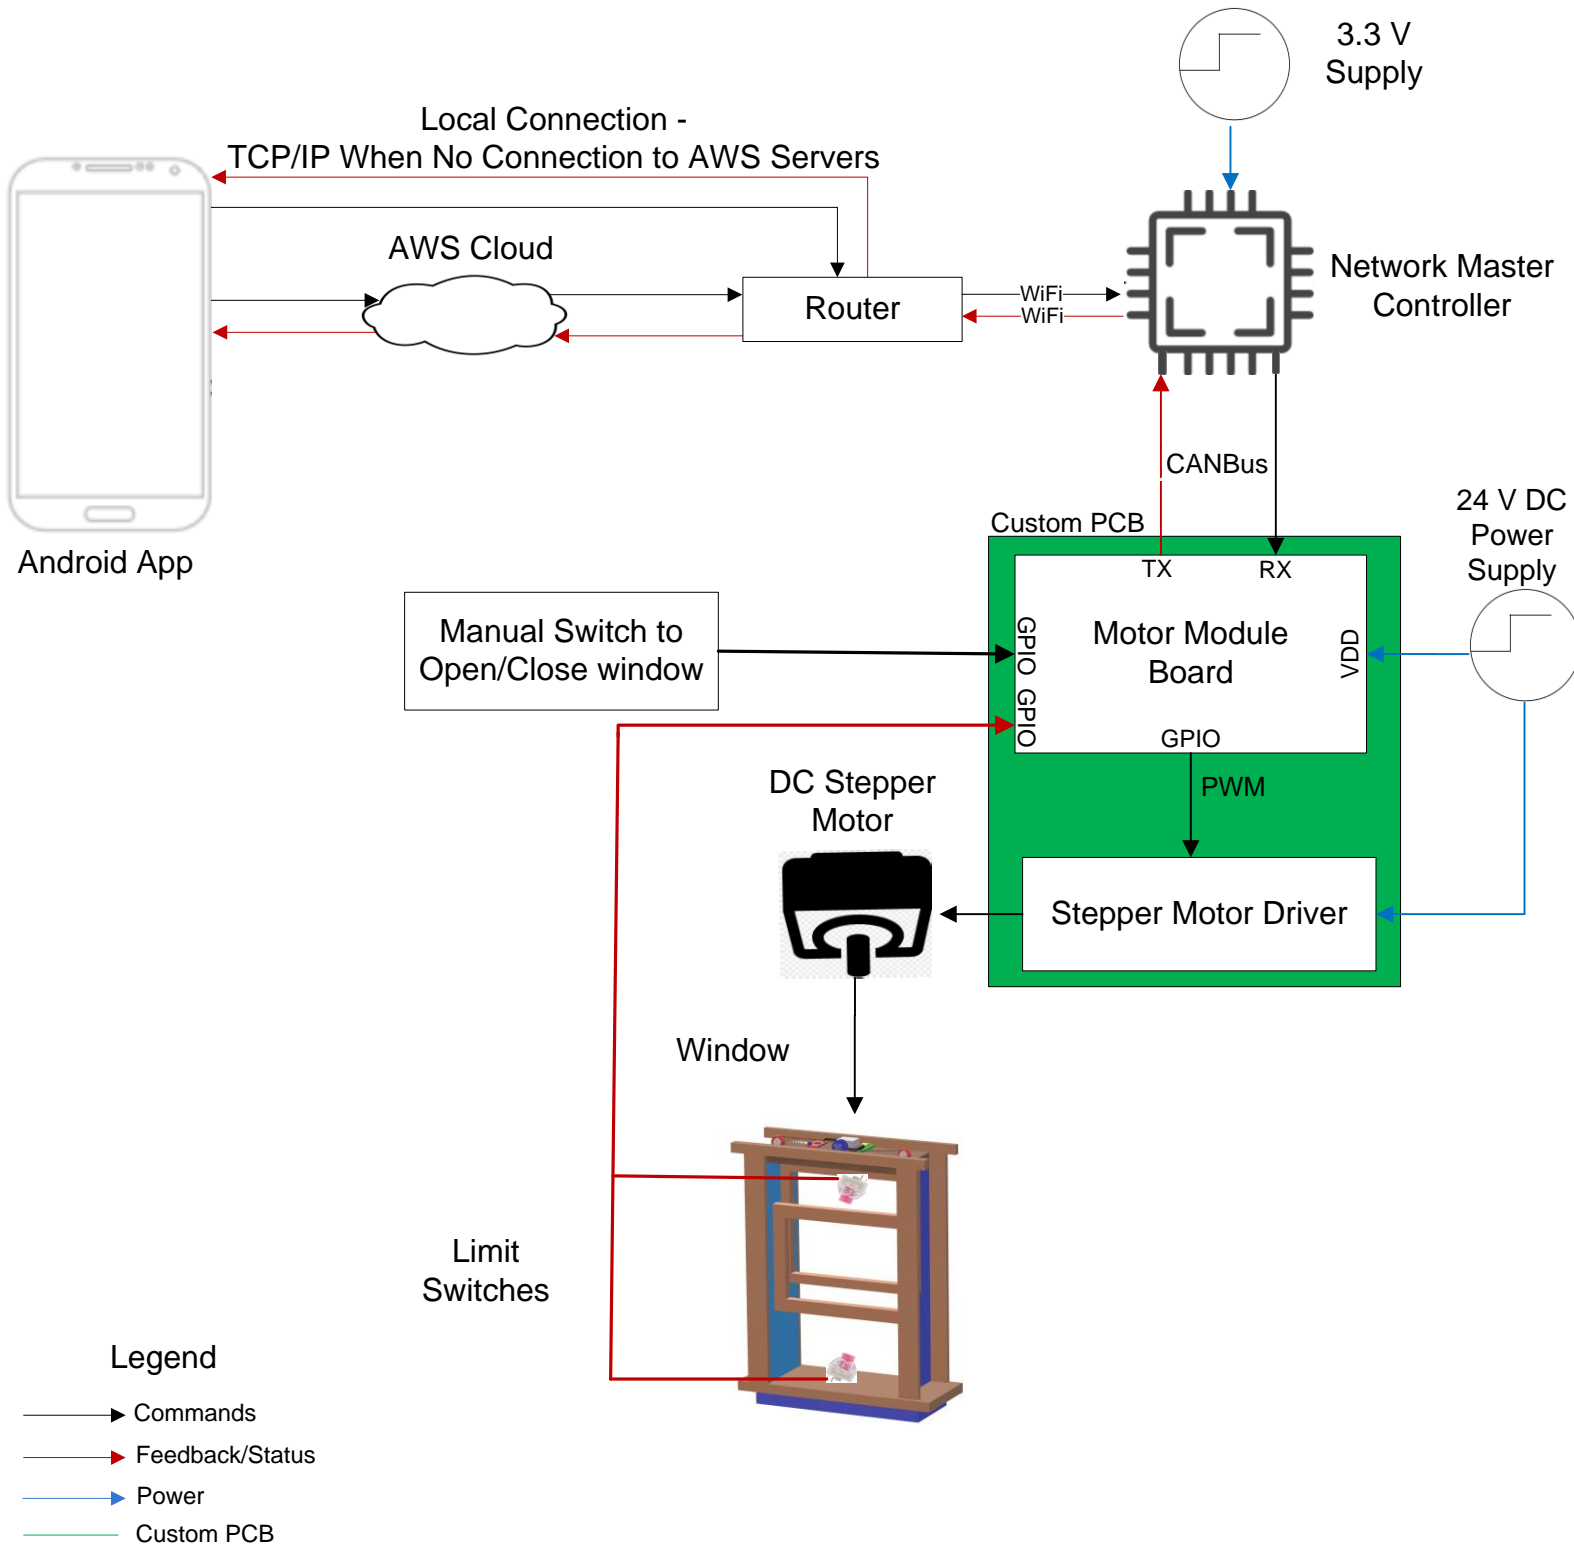 3.3 V
Supply
Local Connection -
TCP/IP When No Connection to AWS Servers
AWS Cloud
Router
WiFi
WiFi
Network Master
Controller
CANBus
Android App
Custom PCB
24 V DC
Power
Supply
TX
RX
Manual Switch to
Open/Close window
GPIO
GPIO
Motor Module
Board
VDD
GPIO
PWM
DC Stepper
Motor
Stepper Motor Driver
Window
Limit
Switches
Legend
Commands
Feedback/Status
Power
Custom PCB